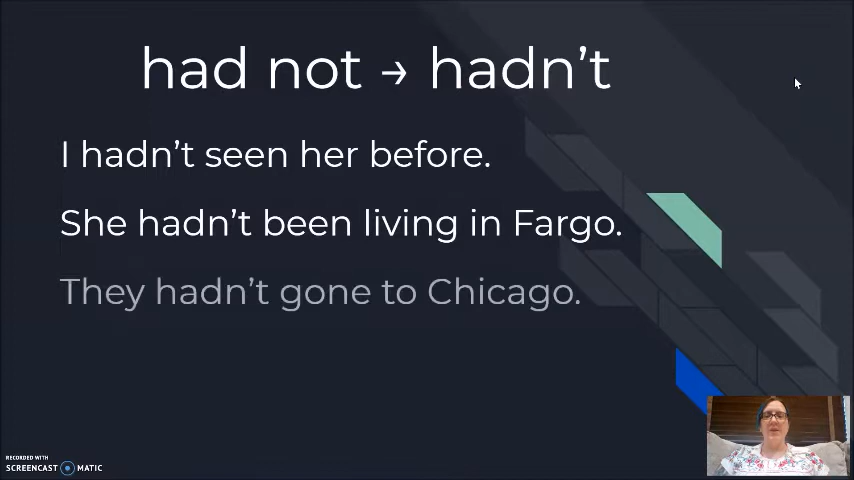 had not → hadn’t
I hadn’t seen her before.
She hadn’t been living in Fargo.
They hadn’t gone to Chicago.
RECORDED WITH
SCREENCAST MATIC